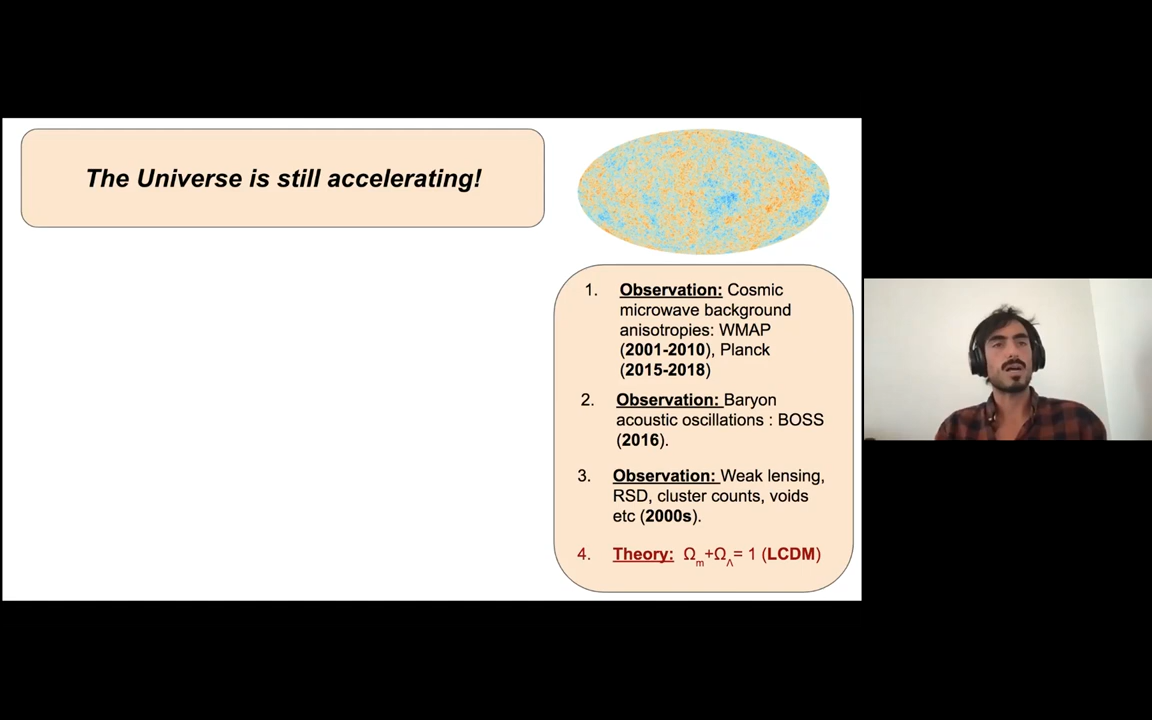 The Universe is still accelerating!
1. Observation: Cosmic
microwave background
anisotropies: WMAP
(2001-2010), Planck
(2015-2018)
2. Observation: Baryon
acoustic oscillations : BOSS
(2016).
3. Observation: Weak lensing,
RSD, cluster counts, voids
etc (2000s).
4. Theory: Ωm+ΩΛ= 1 (LCDM)